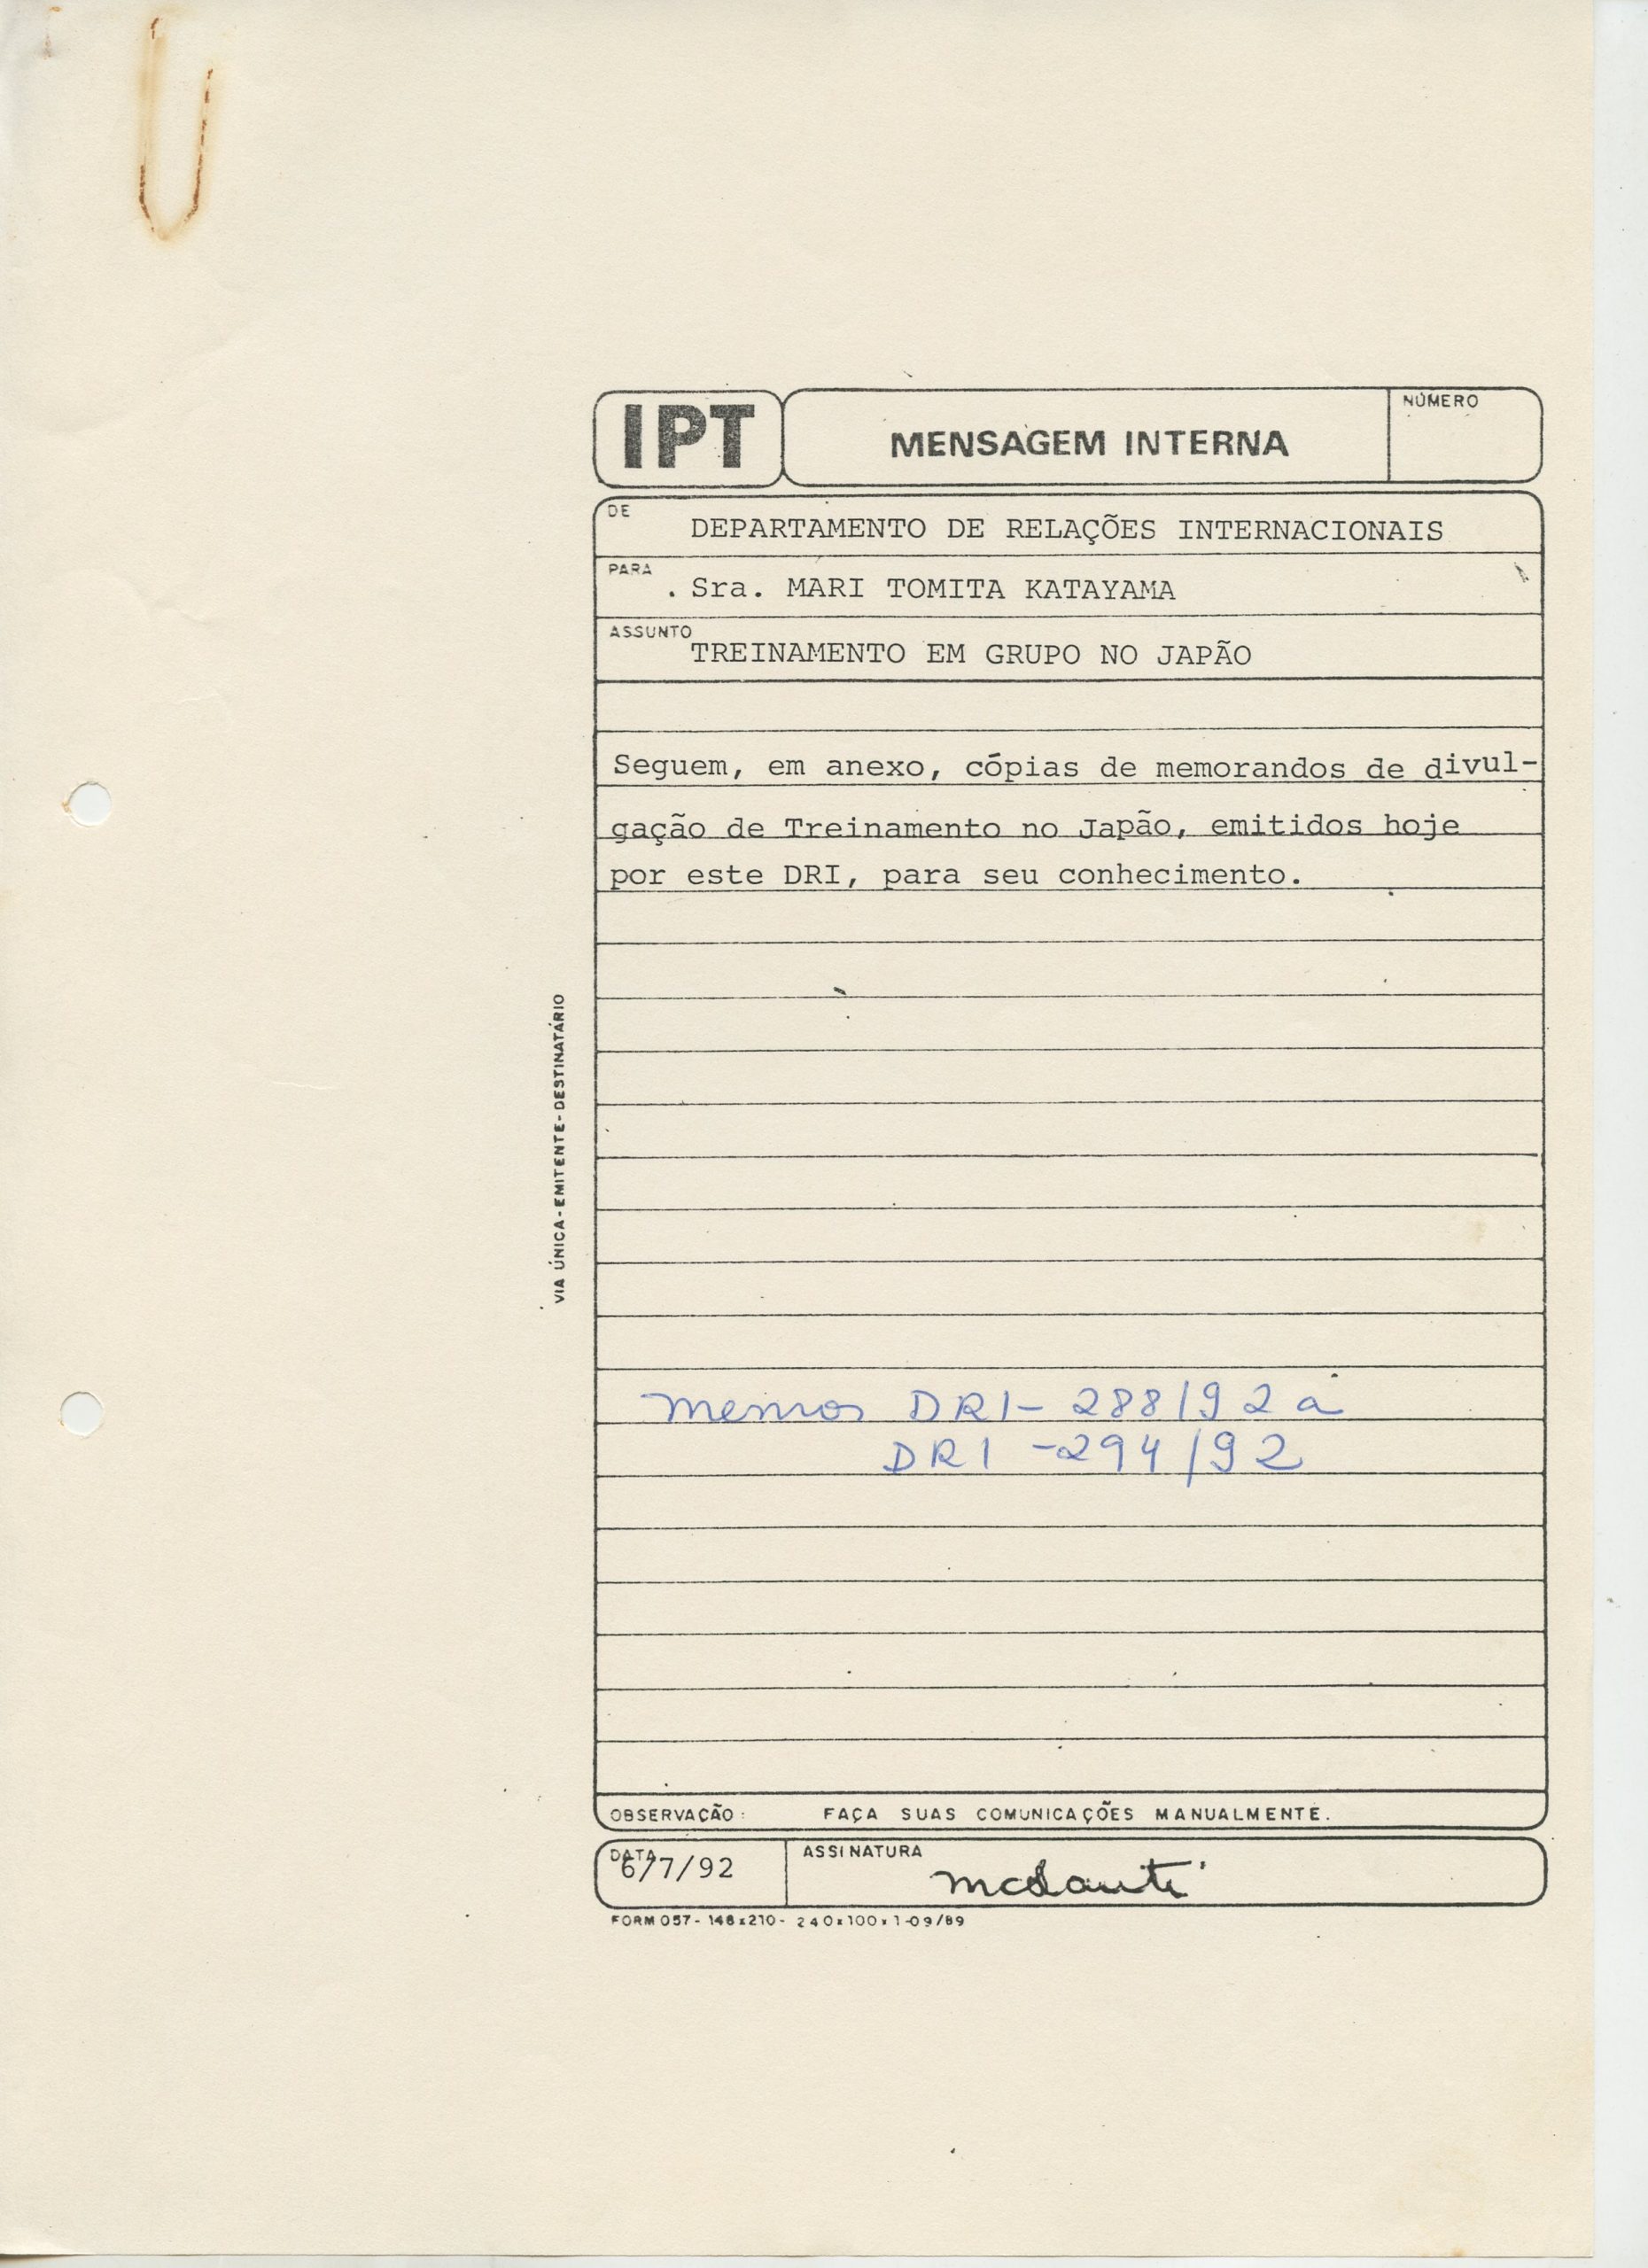 IPT
MENSAGEM INTERNA
NÚMERO
DE
DEPARTAMENTO DE RELAÇÕES INTERNACIONAIS
PARA
. Sra. MARI TOMITA KATAYAMA
ASSUNTO
TREINAMENTO EM GRUPO NO JAPÃO
Seguem, em anexo, cópias de memorandos de divul-
gação de Treinamento no Japão, emitidos hoje
por este DRI, para seu conhecimento.
VIA ÚNICA - EMITENTE - DESTINATÁRIO
Memos DRI- 288/92 a
DRI -294/92
OBSERVAÇÃO: FAÇA SUAS COMUNICAÇÕES MANUALMENTE.
DATA
6/7/92
ASSINATURA
FORM 057- 148x210- 240x100x1-09/89